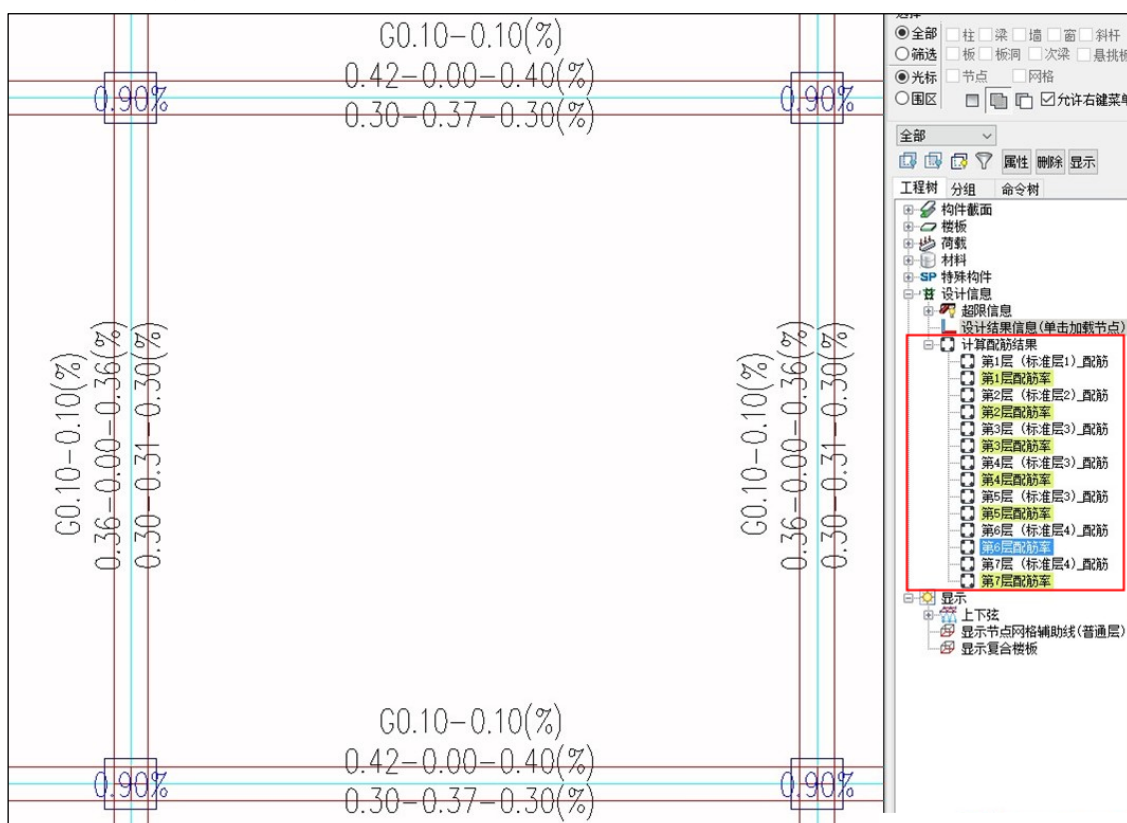 G0.10-0.10(%)
0.42-0.00-0.40(%)
0.90%
0.90%
0.30-0.37-0.30(%)
G0.10-0.10(%)
0.36-0.00-0.36(%)
0.30-0.31-0.30(%)
G0.10-0.10(%)
0.36-0.00-0.36(%)
0.30-0.31-0.30(%)
G0.10-0.10(%)
0.42-0.00-0.40(%)
0.90%
0.90%
0.30-0.37-0.30(%)
全部 柱 梁 墙 窗 斜杆
筛选 板 板洞 次梁 悬挑板
光标 节点 网格
围区 允许右键菜单
全部
属性 删除 显示
工程树 分组 命令树
构件截面
楼板
荷载
材料
SP 特殊构件
设计信息
超限信息
设计结果信息(单击加载节点)
计算配筋结果
第1层 (标准层1)_配筋
第1层配筋率
第2层 (标准层2)_配筋
第2层配筋率
第3层 (标准层3)_配筋
第3层配筋率
第4层 (标准层3)_配筋
第4层配筋率
第5层 (标准层3)_配筋
第5层配筋率
第6层 (标准层4)_配筋
第6层配筋率
第7层 (标准层4)_配筋
第7层配筋率
显示
上下弦
显示节点网格辅助线(普通层)
显示复合楼板